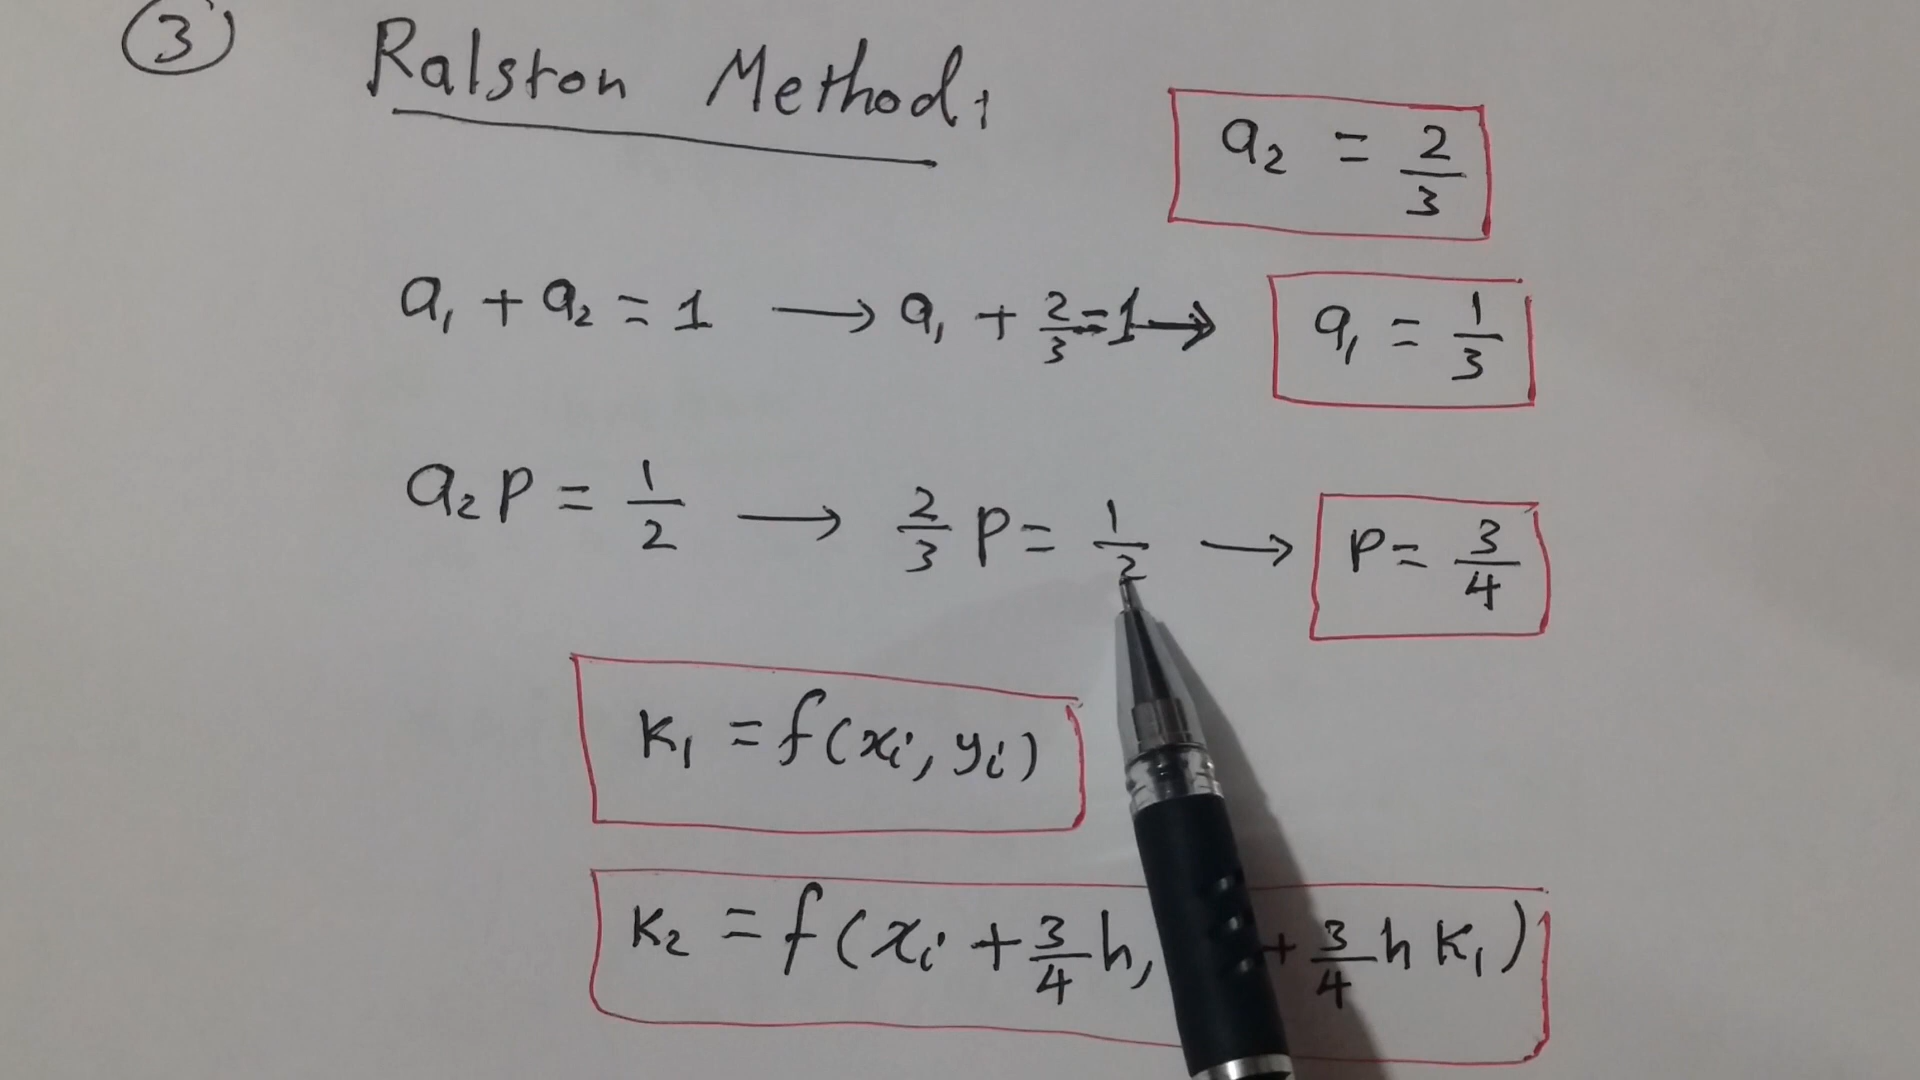 3 Ralston Method:
a₂ = 2/3
a₁ + a₂ = 1 → a₁ + 2/3 = 1 → a₁ = 1/3
a₂ p = 1/2 → 2/3 p = 1/2 → p = 3/4
K₁ = f(xᵢ, yᵢ)
K₂ = f(xᵢ + 3/4 h, + 3/4 h K₁)